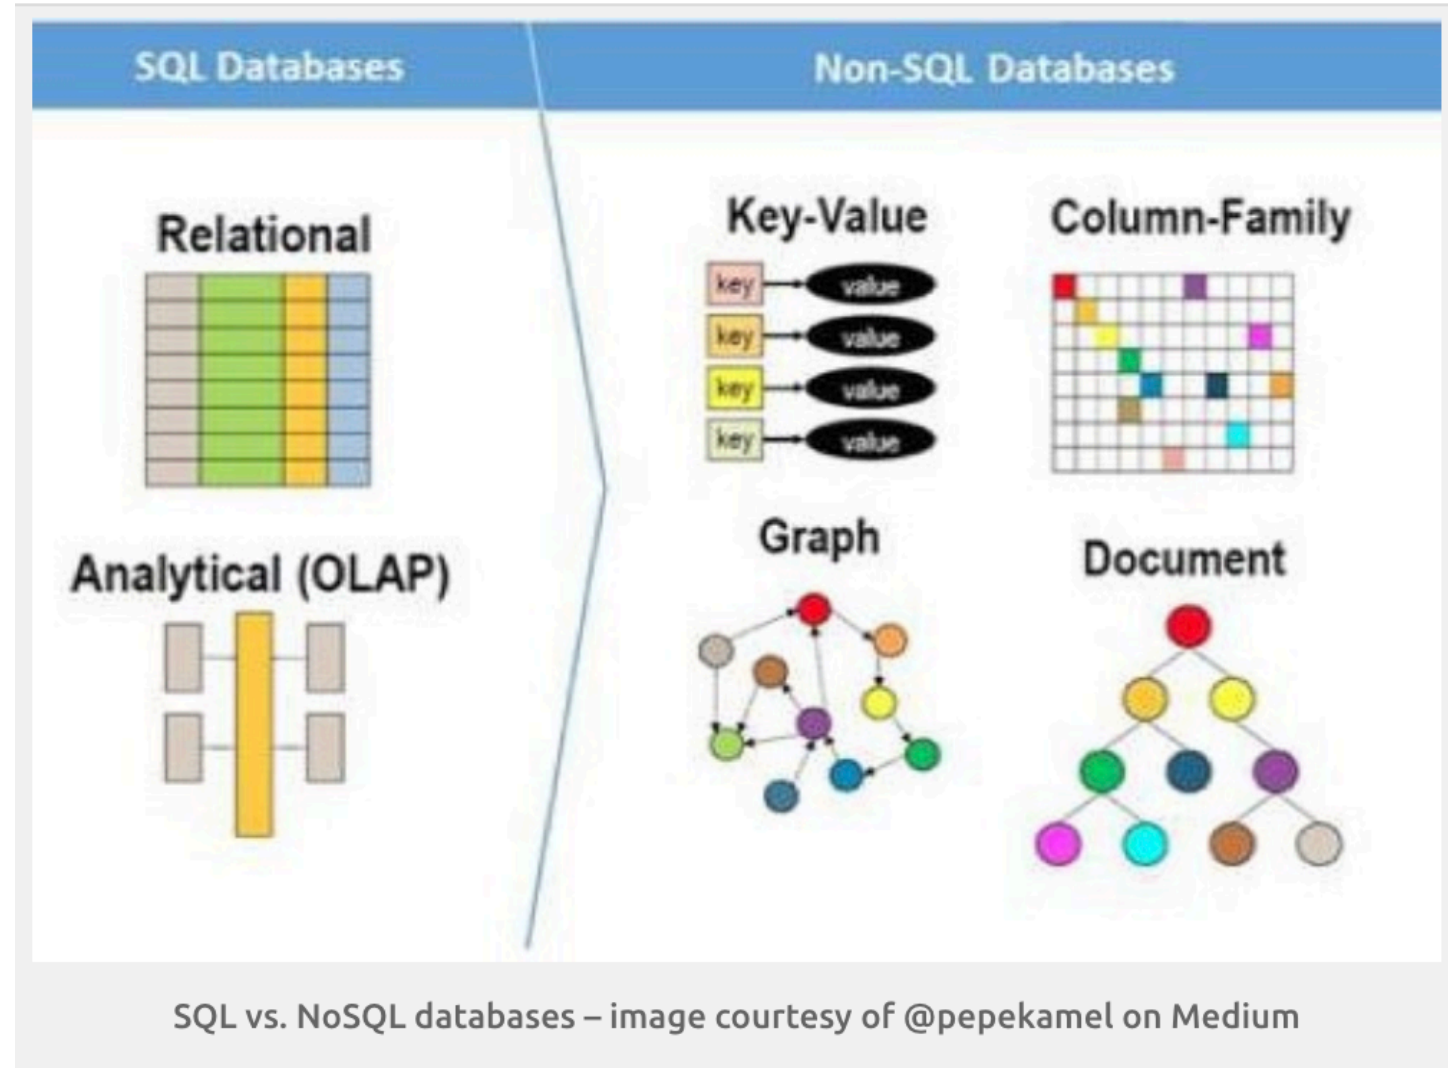 SQL Databases
Non-SQL Databases
Relational
Analytical (OLAP)
Key-Value
key value
key value
key value
key value
Column-Family
Graph
Document
SQL vs. NoSQL databases – image courtesy of @pepekamel on Medium